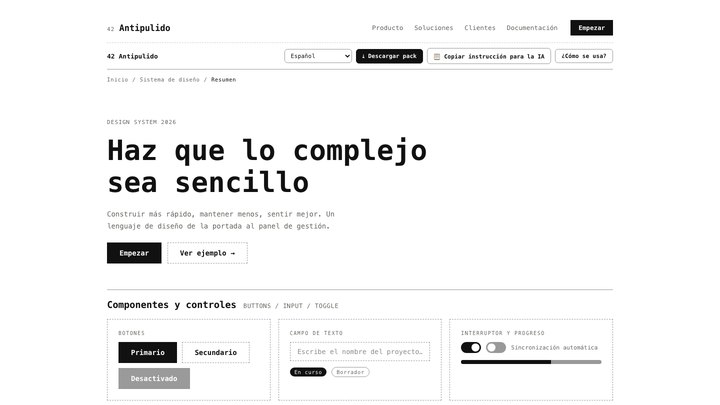 42 Antipulido
Producto Soluciones Clientes Documentación Empezar
42 Antipulido
Español ↓ Descargar pack 📋 Copiar instrucción para la IA ¿Cómo se usa?
Inicio / Sistema de diseño / Resumen
DESIGN SYSTEM 2026
Haz que lo complejo
sea sencillo
Construir más rápido, mantener menos, sentir mejor. Un
lenguaje de diseño de la portada al panel de gestión.
Empezar Ver ejemplo →
Componentes y controles BUTTONS / INPUT / TOGGLE
BOTONES
Primario Secundario
Desactivado
CAMPO DE TEXTO
Escribe el nombre del proyecto…
En curso Borrador
INTERRUPTOR Y PROGRESO
Sincronización automática